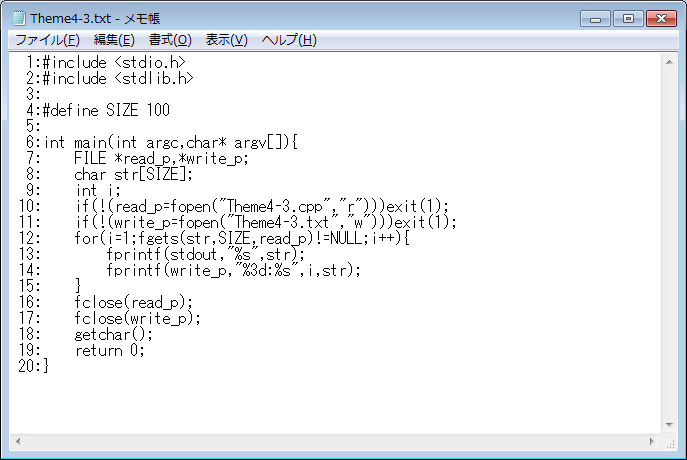 Theme4-3.txt - メモ帳
ファイル(F) 編集(E) 書式(O) 表示(V) ヘルプ(H)
  1:#include <stdio.h>
  2:#include <stdlib.h>
  3:
  4:#define SIZE 100
  5:
  6:int main(int argc,char* argv[]){
  7:    FILE *read_p,*write_p;
  8:    char str[SIZE];
  9:    int i;
 10:    if(!(read_p=fopen("Theme4-3.cpp","r")))exit(1);
 11:    if(!(write_p=fopen("Theme4-3.txt","w")))exit(1);
 12:    for(i=1;fgets(str,SIZE,read_p)!=NULL;i++){
 13:        fprintf(stdout,"%s",str);
 14:        fprintf(write_p,"%3d:%s",i,str);
 15:    }
 16:    fclose(read_p);
 17:    fclose(write_p);
 18:    getchar();
 19:    return 0;
 20:}